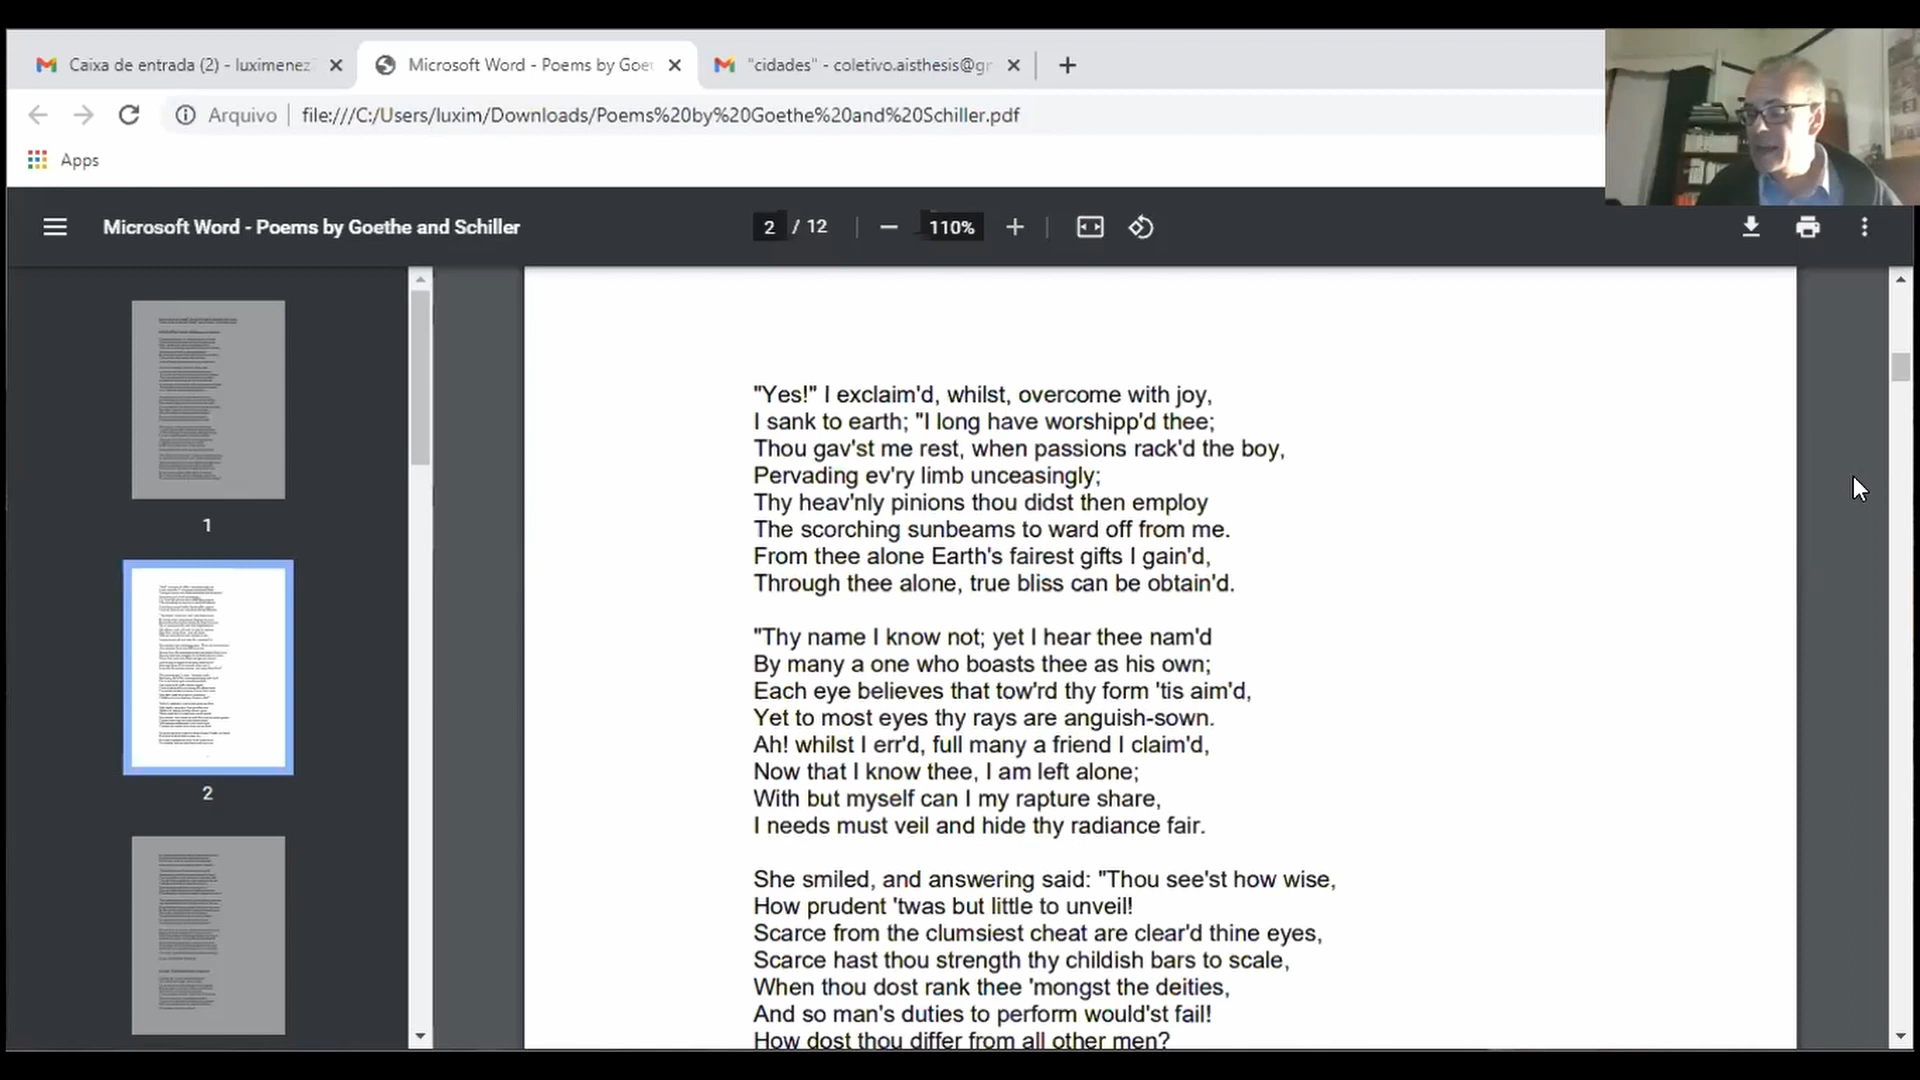 Caixa de entrada (2) - luximenez
Microsoft Word - Poems by Goet
"cidades" - coletivo.aisthesis@gr
Arquivo
file:///C:/Users/luxim/Downloads/Poems%20by%20Goethe%20and%20Schiller.pdf
Apps
Microsoft Word - Poems by Goethe and Schiller
2 / 12
110%
1
2
"Yes!" I exclaim'd, whilst, overcome with joy,
I sank to earth; "I long have worshipp'd thee;
Thou gav'st me rest, when passions rack'd the boy,
Pervading ev'ry limb unceasingly;
Thy heav'nly pinions thou didst then employ
The scorching sunbeams to ward off from me.
From thee alone Earth's fairest gifts I gain'd,
Through thee alone, true bliss can be obtain'd.
"Thy name I know not; yet I hear thee nam'd
By many a one who boasts thee as his own;
Each eye believes that tow'rd thy form 'tis aim'd,
Yet to most eyes thy rays are anguish-sown.
Ah! whilst I err'd, full many a friend I claim'd,
Now that I know thee, I am left alone;
With but myself can I my rapture share,
I needs must veil and hide thy radiance fair.
She smiled, and answering said: "Thou see'st how wise,
How prudent 'twas but little to unveil!
Scarce from the clumsiest cheat are clear'd thine eyes,
Scarce hast thou strength thy childish bars to scale,
When thou dost rank thee 'mongst the deities,
And so man's duties to perform would'st fail!
How dost thou differ from all other men?